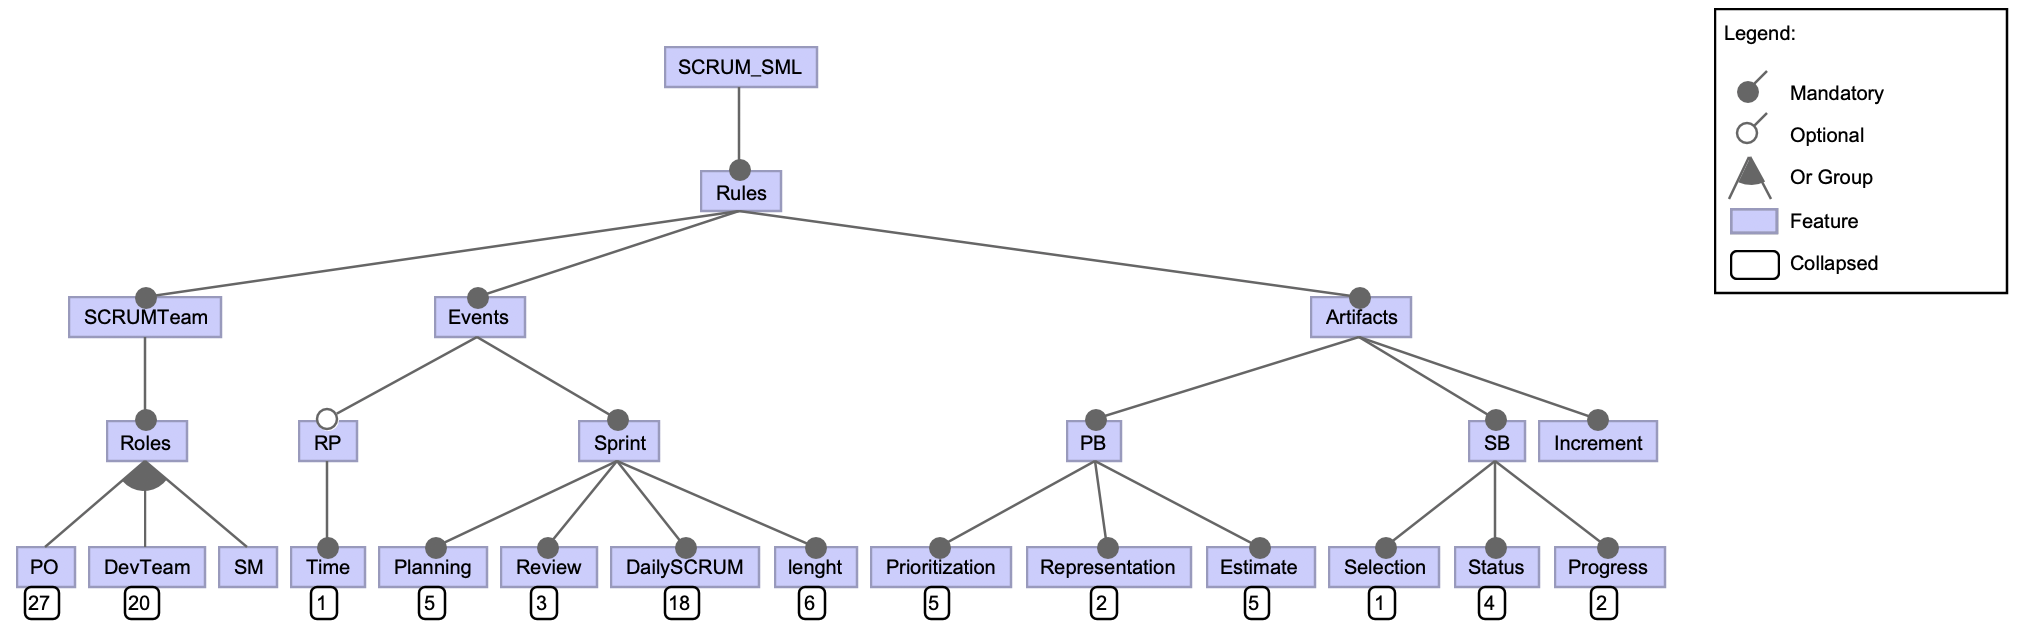 SCRUM_SML
Legend:
Mandatory
Optional
Or Group
Feature
Collapsed
Rules
SCRUMTeam
Events
Artifacts
Roles
RP
Sprint
PB
SB
Increment
PO
DevTeam
SM
Time
Planning
Review
DailySCRUM
lenght
Prioritization
Representation
Estimate
Selection
Status
Progress
27
20
1
5
3
18
6
5
2
5
1
4
2